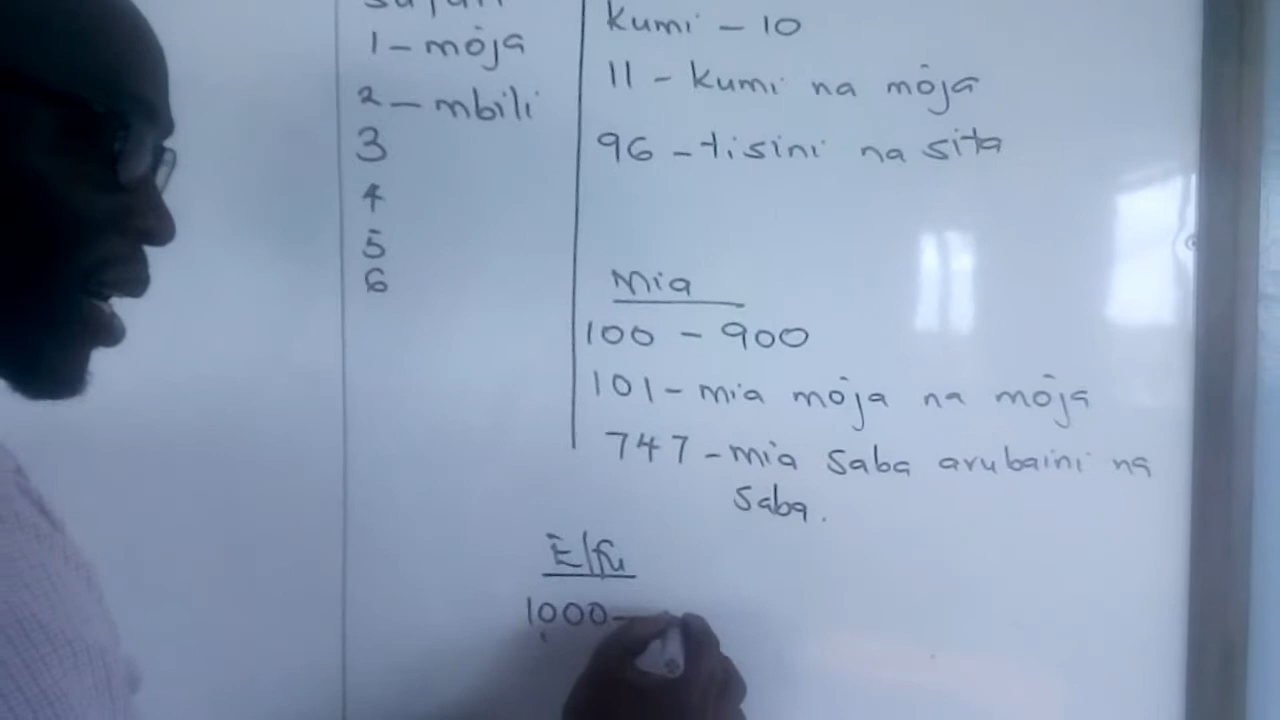 1 – moja
2 – mbili
3
4
5
6
kumi – 10
11 – kumi na moja
96 – tisini na sita
Mia
100 – 900
101 – mia moja na moja
747 – mia saba arubaini na
saba.
Elfu
1000 –